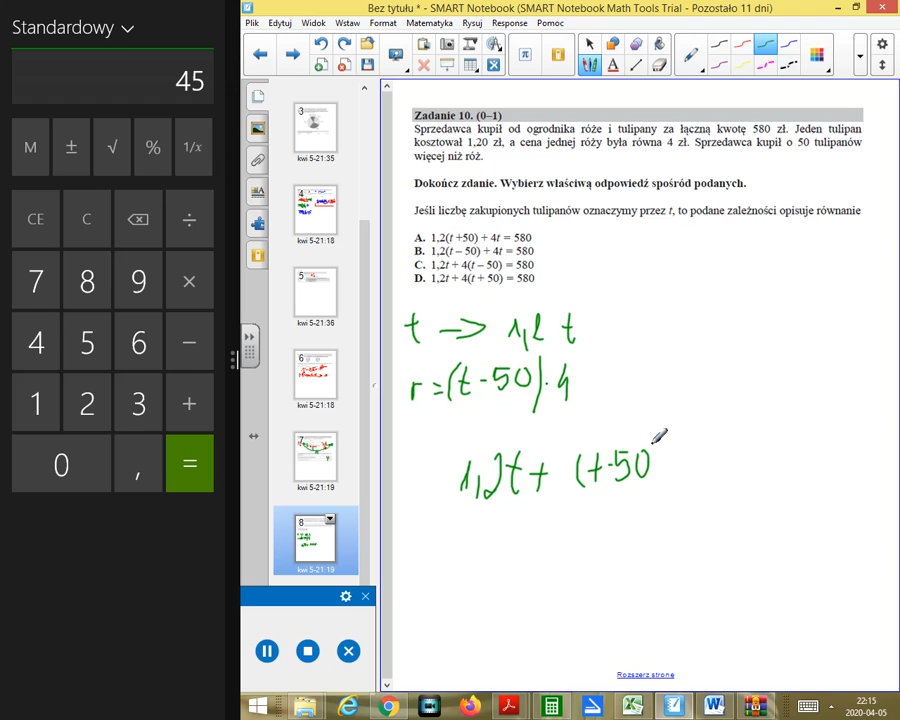 Standardowy
45
M ± √ % 1/x
CE C ÷
7 8 9 ×
4 5 6 −
1 2 3 +
0 , =
Bez tytułu * - SMART Notebook (SMART Notebook Math Tools Trial - Pozostało 11 dni)
Plik Edytuj Widok Wstaw Format Matematyka Rysuj Response Pomoc
3
kwi 5-21:35
4
kwi 5-21:18
5
kwi 5-21:36
6
kwi 5-21:18
7
kwi 5-21:19
8
kwi 5-21:19
Zadanie 10. (0–1)
Sprzedawca kupił od ogrodnika róże i tulipany za łączną kwotę 580 zł. Jeden tulipan
kosztował 1,20 zł, a cena jednej róży była równa 4 zł. Sprzedawca kupił o 50 tulipanów
więcej niż róż.
Dokończ zdanie. Wybierz właściwą odpowiedź spośród podanych.
Jeśli liczbę zakupionych tulipanów oznaczymy przez t, to podane zależności opisuje równanie
A. 1,2(t +50) + 4t = 580
B. 1,2(t – 50) + 4t = 580
C. 1,2t + 4(t – 50) = 580
D. 1,2t + 4(t + 50) = 580
t → 1,2 t
r = (t - 50) · 4
1,2t + (t-50
Rozszerz stronę
22:15
2020-04-05